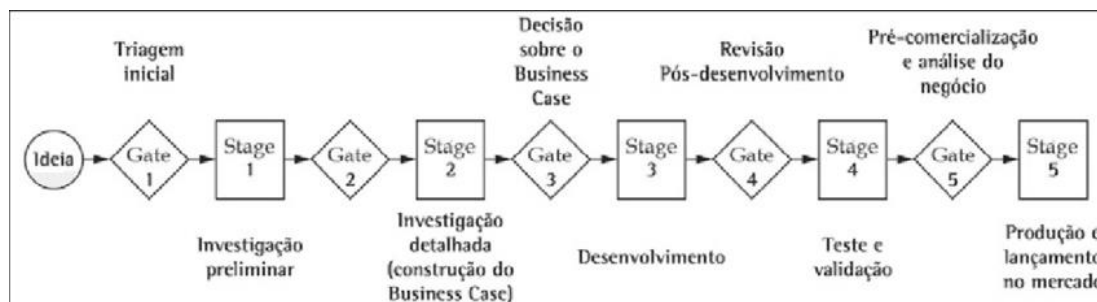 Triagem
inicial
Decisão
sobre o
Business
Case
Revisão
Pós-desenvolvimento
Pré-comercialização
e análise do
negócio
Ideia
Gate
1
Stage
1
Gate
2
Stage
2
Gate
3
Stage
3
Gate
4
Stage
4
Gate
5
Stage
5
Investigação
preliminar
Investigação
detalhada
(construção do
Business Case)
Desenvolvimento
Teste e
validação
Produção e
lançamento
no mercado